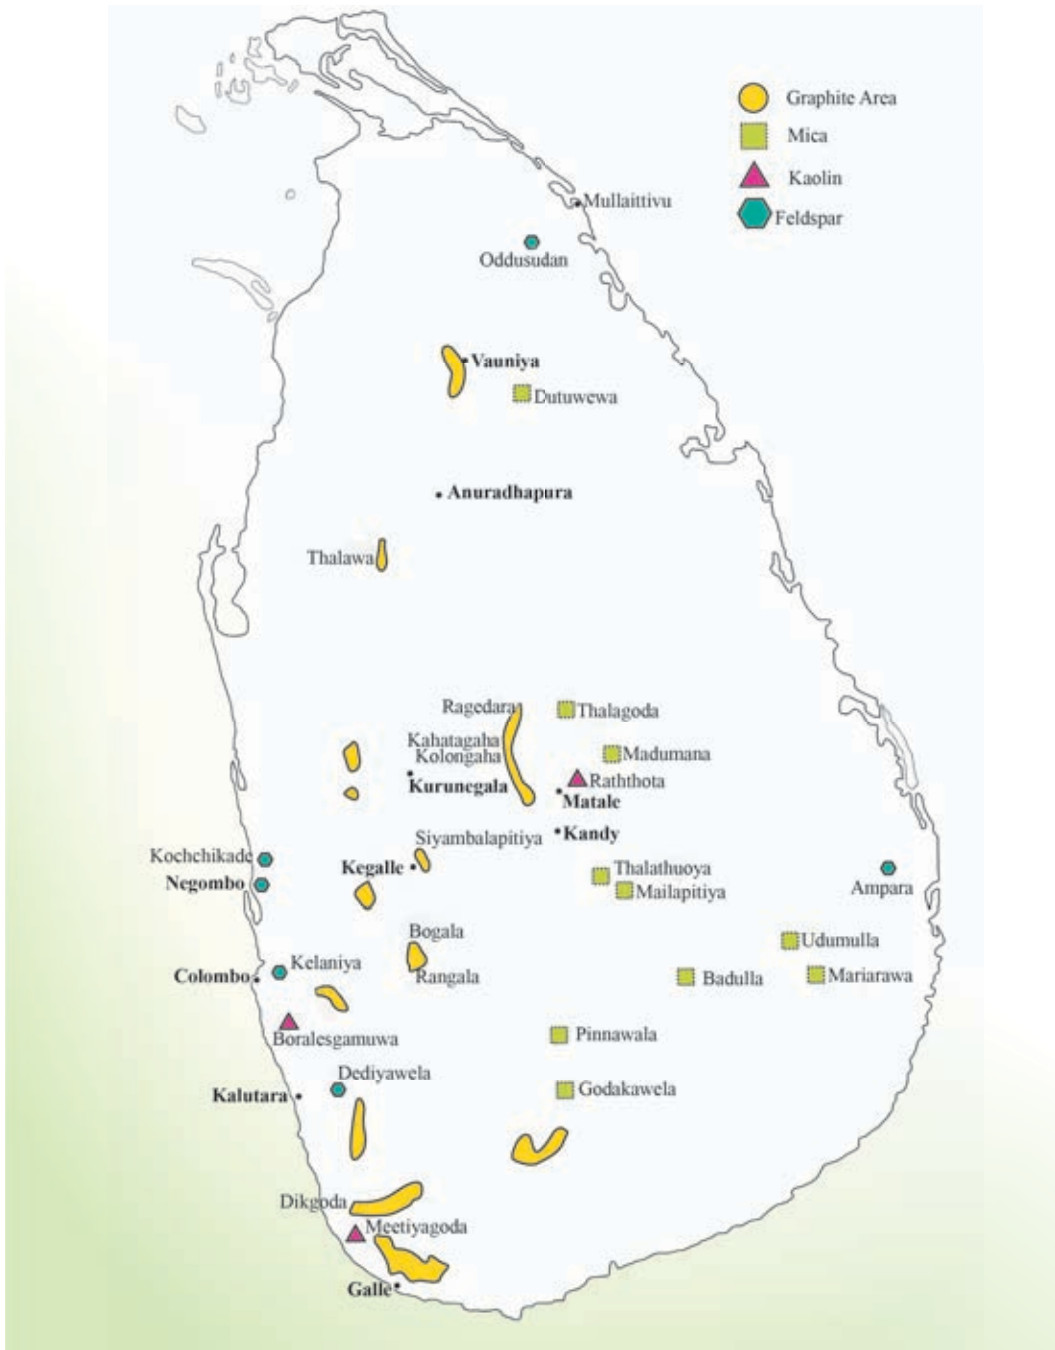 Graphite Area
Mica
Kaolin
Feldspar
Mullaittivu
Oddusudan
Vauniya
Dutuwewa
Anuradhapura
Thalawa
Ragedara
Thalagoda
Kahatagaha
Kolongaha
Madumana
Kurunegala
Raththota
Matale
Siyambalapitiya
Kandy
Kochchikade
Kegalle
Thalathuoya
Negombo
Mailapitiya
Ampara
Bogala
Udumulla
Kelaniya
Colombo
Rangala
Badulla
Mariarawa
Boralesgamuwa
Pinnawala
Dediyawela
Kalutara
Godakawela
Dikgoda
Meetiyagoda
Galle